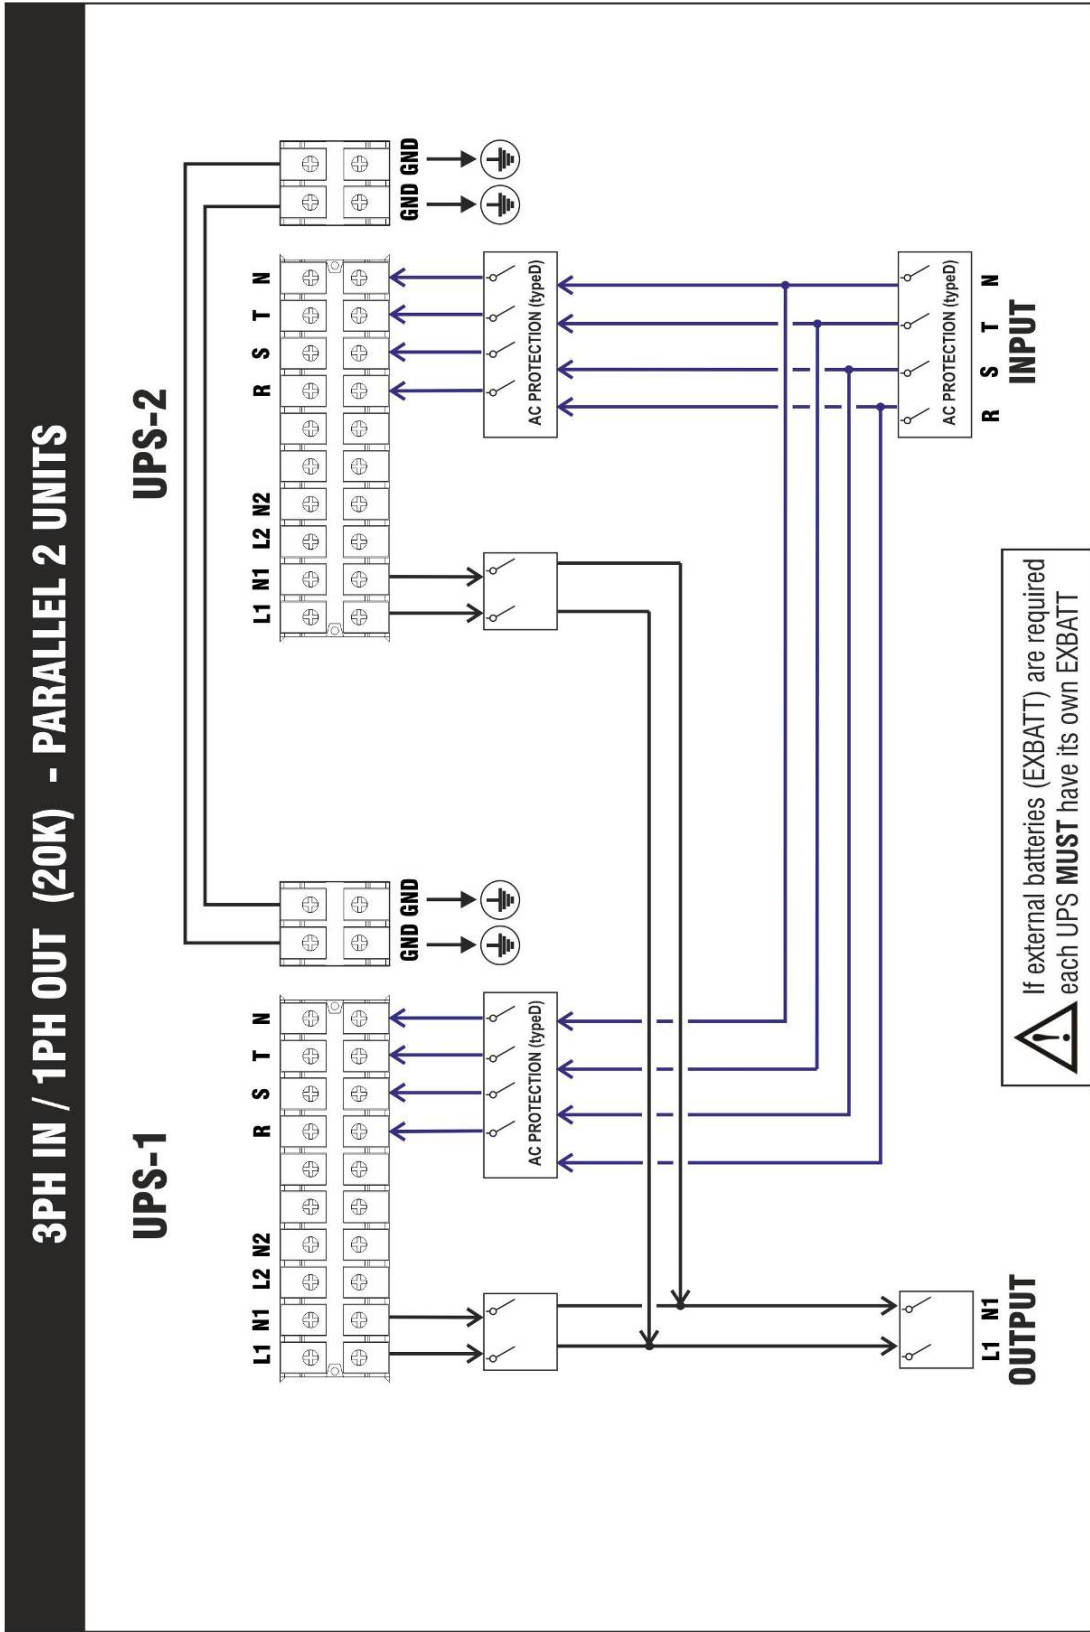 3PH IN / 1PH OUT (20K) - PARALLEL 2 UNITS
UPS-1
UPS-2
L1 N1 L2 N2 R S T N
GND GND
L1 N1 L2 N2 R S T N
GND GND
AC PROTECTION (typeD)
AC PROTECTION (typeD)
AC PROTECTION (typeD)
L1 N1
OUTPUT
R S T N
INPUT
If external batteries (EXBATT) are required
each UPS MUST have its own EXBATT